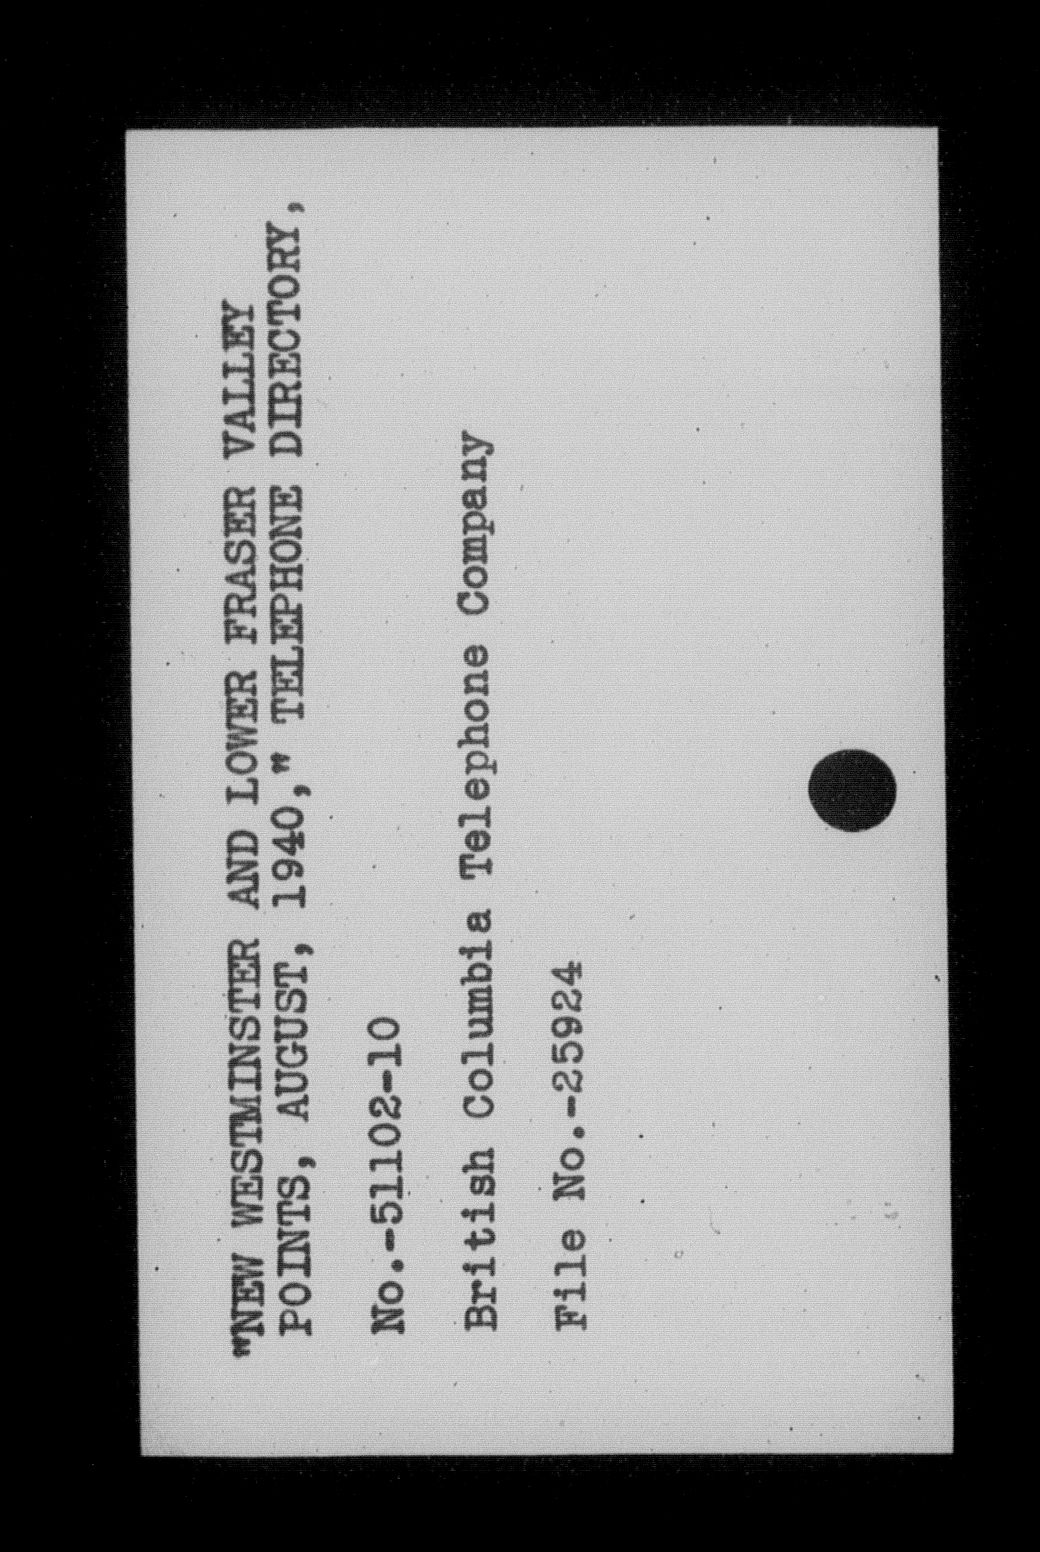 "NEW WESTMINSTER AND LOWER FRASER VALLEY
POINTS, AUGUST, 1940," TELEPHONE DIRECTORY,
No.-51102-10
British Columbia Telephone Company
File No.-25924